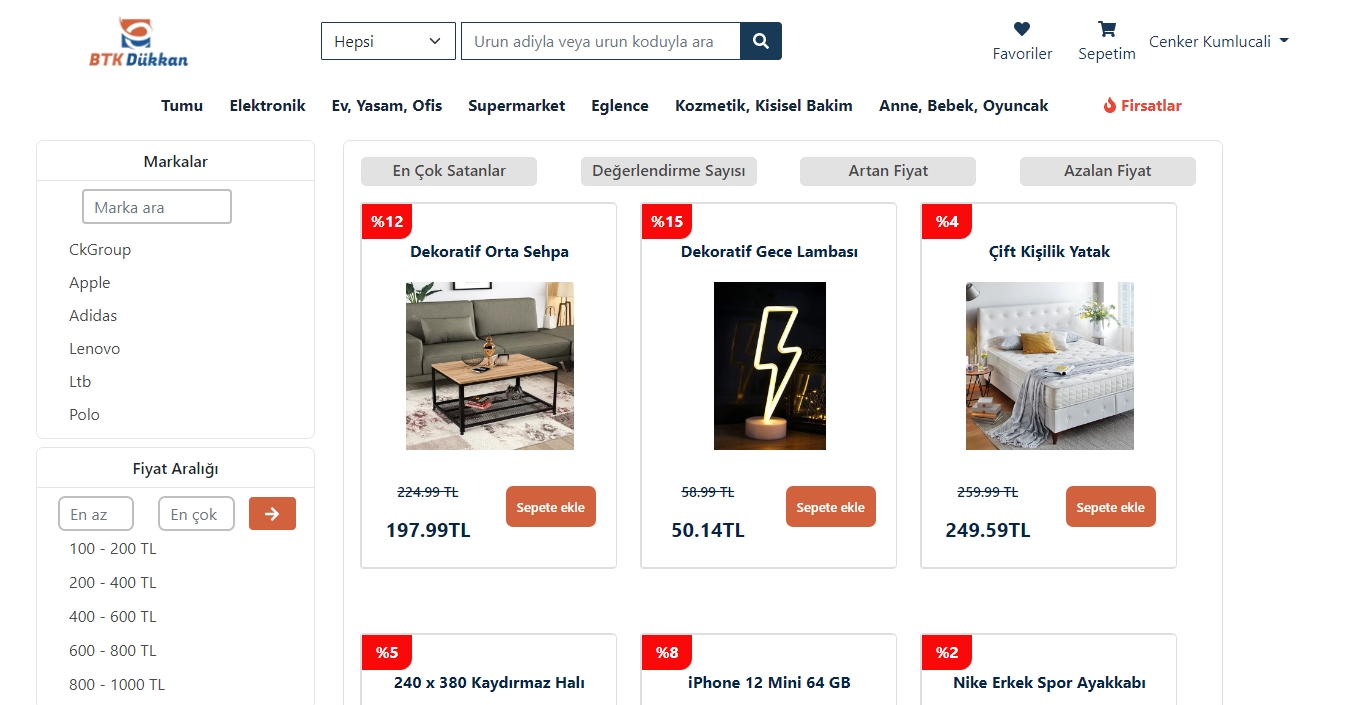 BTK Dükkan
Hepsi
Urun adiyla veya urun koduyla ara
Favoriler
Sepetim
Cenker Kumlucali
Tumu Elektronik Ev, Yasam, Ofis Supermarket Eglence Kozmetik, Kisisel Bakim Anne, Bebek, Oyuncak Firsatlar
Markalar
Marka ara
CkGroup
Apple
Adidas
Lenovo
Ltb
Polo
Fiyat Aralığı
En az En çok
100 - 200 TL
200 - 400 TL
400 - 600 TL
600 - 800 TL
800 - 1000 TL
En Çok Satanlar Değerlendirme Sayısı Artan Fiyat Azalan Fiyat
%12
Dekoratif Orta Sehpa
224.99 TL
197.99TL
Sepete ekle
%15
Dekoratif Gece Lambası
58.99 TL
50.14TL
Sepete ekle
%4
Çift Kişilik Yatak
259.99 TL
249.59TL
Sepete ekle
%5
240 x 380 Kaydırmaz Halı
%8
iPhone 12 Mini 64 GB
%2
Nike Erkek Spor Ayakkabı